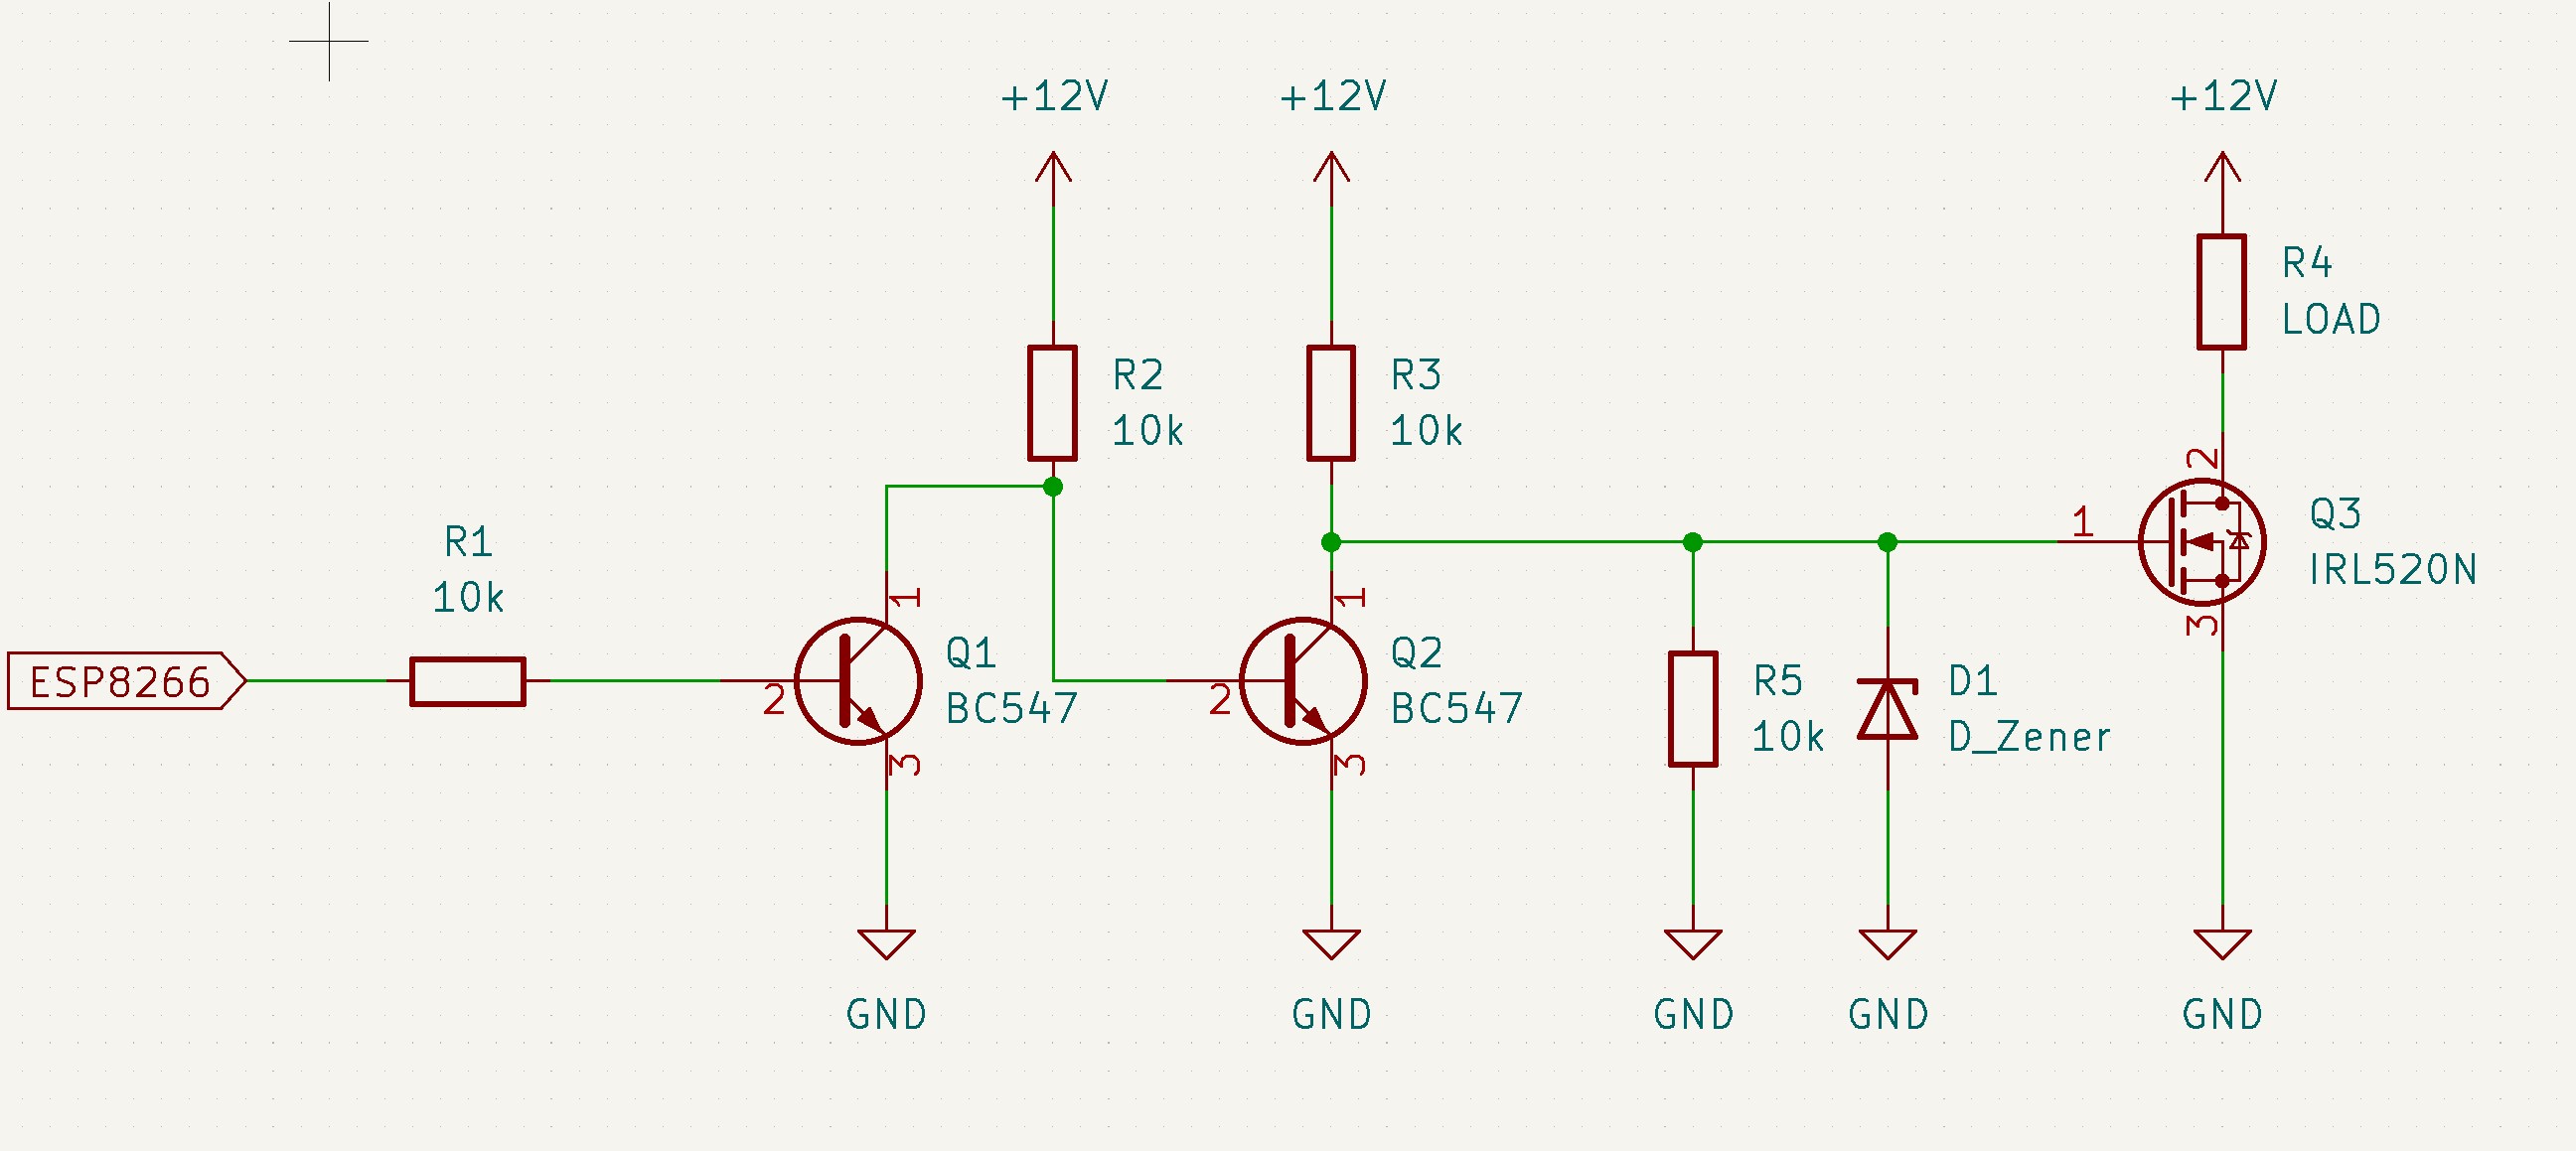 +12V
+12V
+12V
R4
LOAD
R2
10k
R3
10k
2
1
Q3
IRL520N
3
R1
10k
1
1
ESP8266
2
Q1
BC547
3
2
Q2
BC547
3
R5
10k
D1
D_Zener
GND
GND
GND
GND
GND